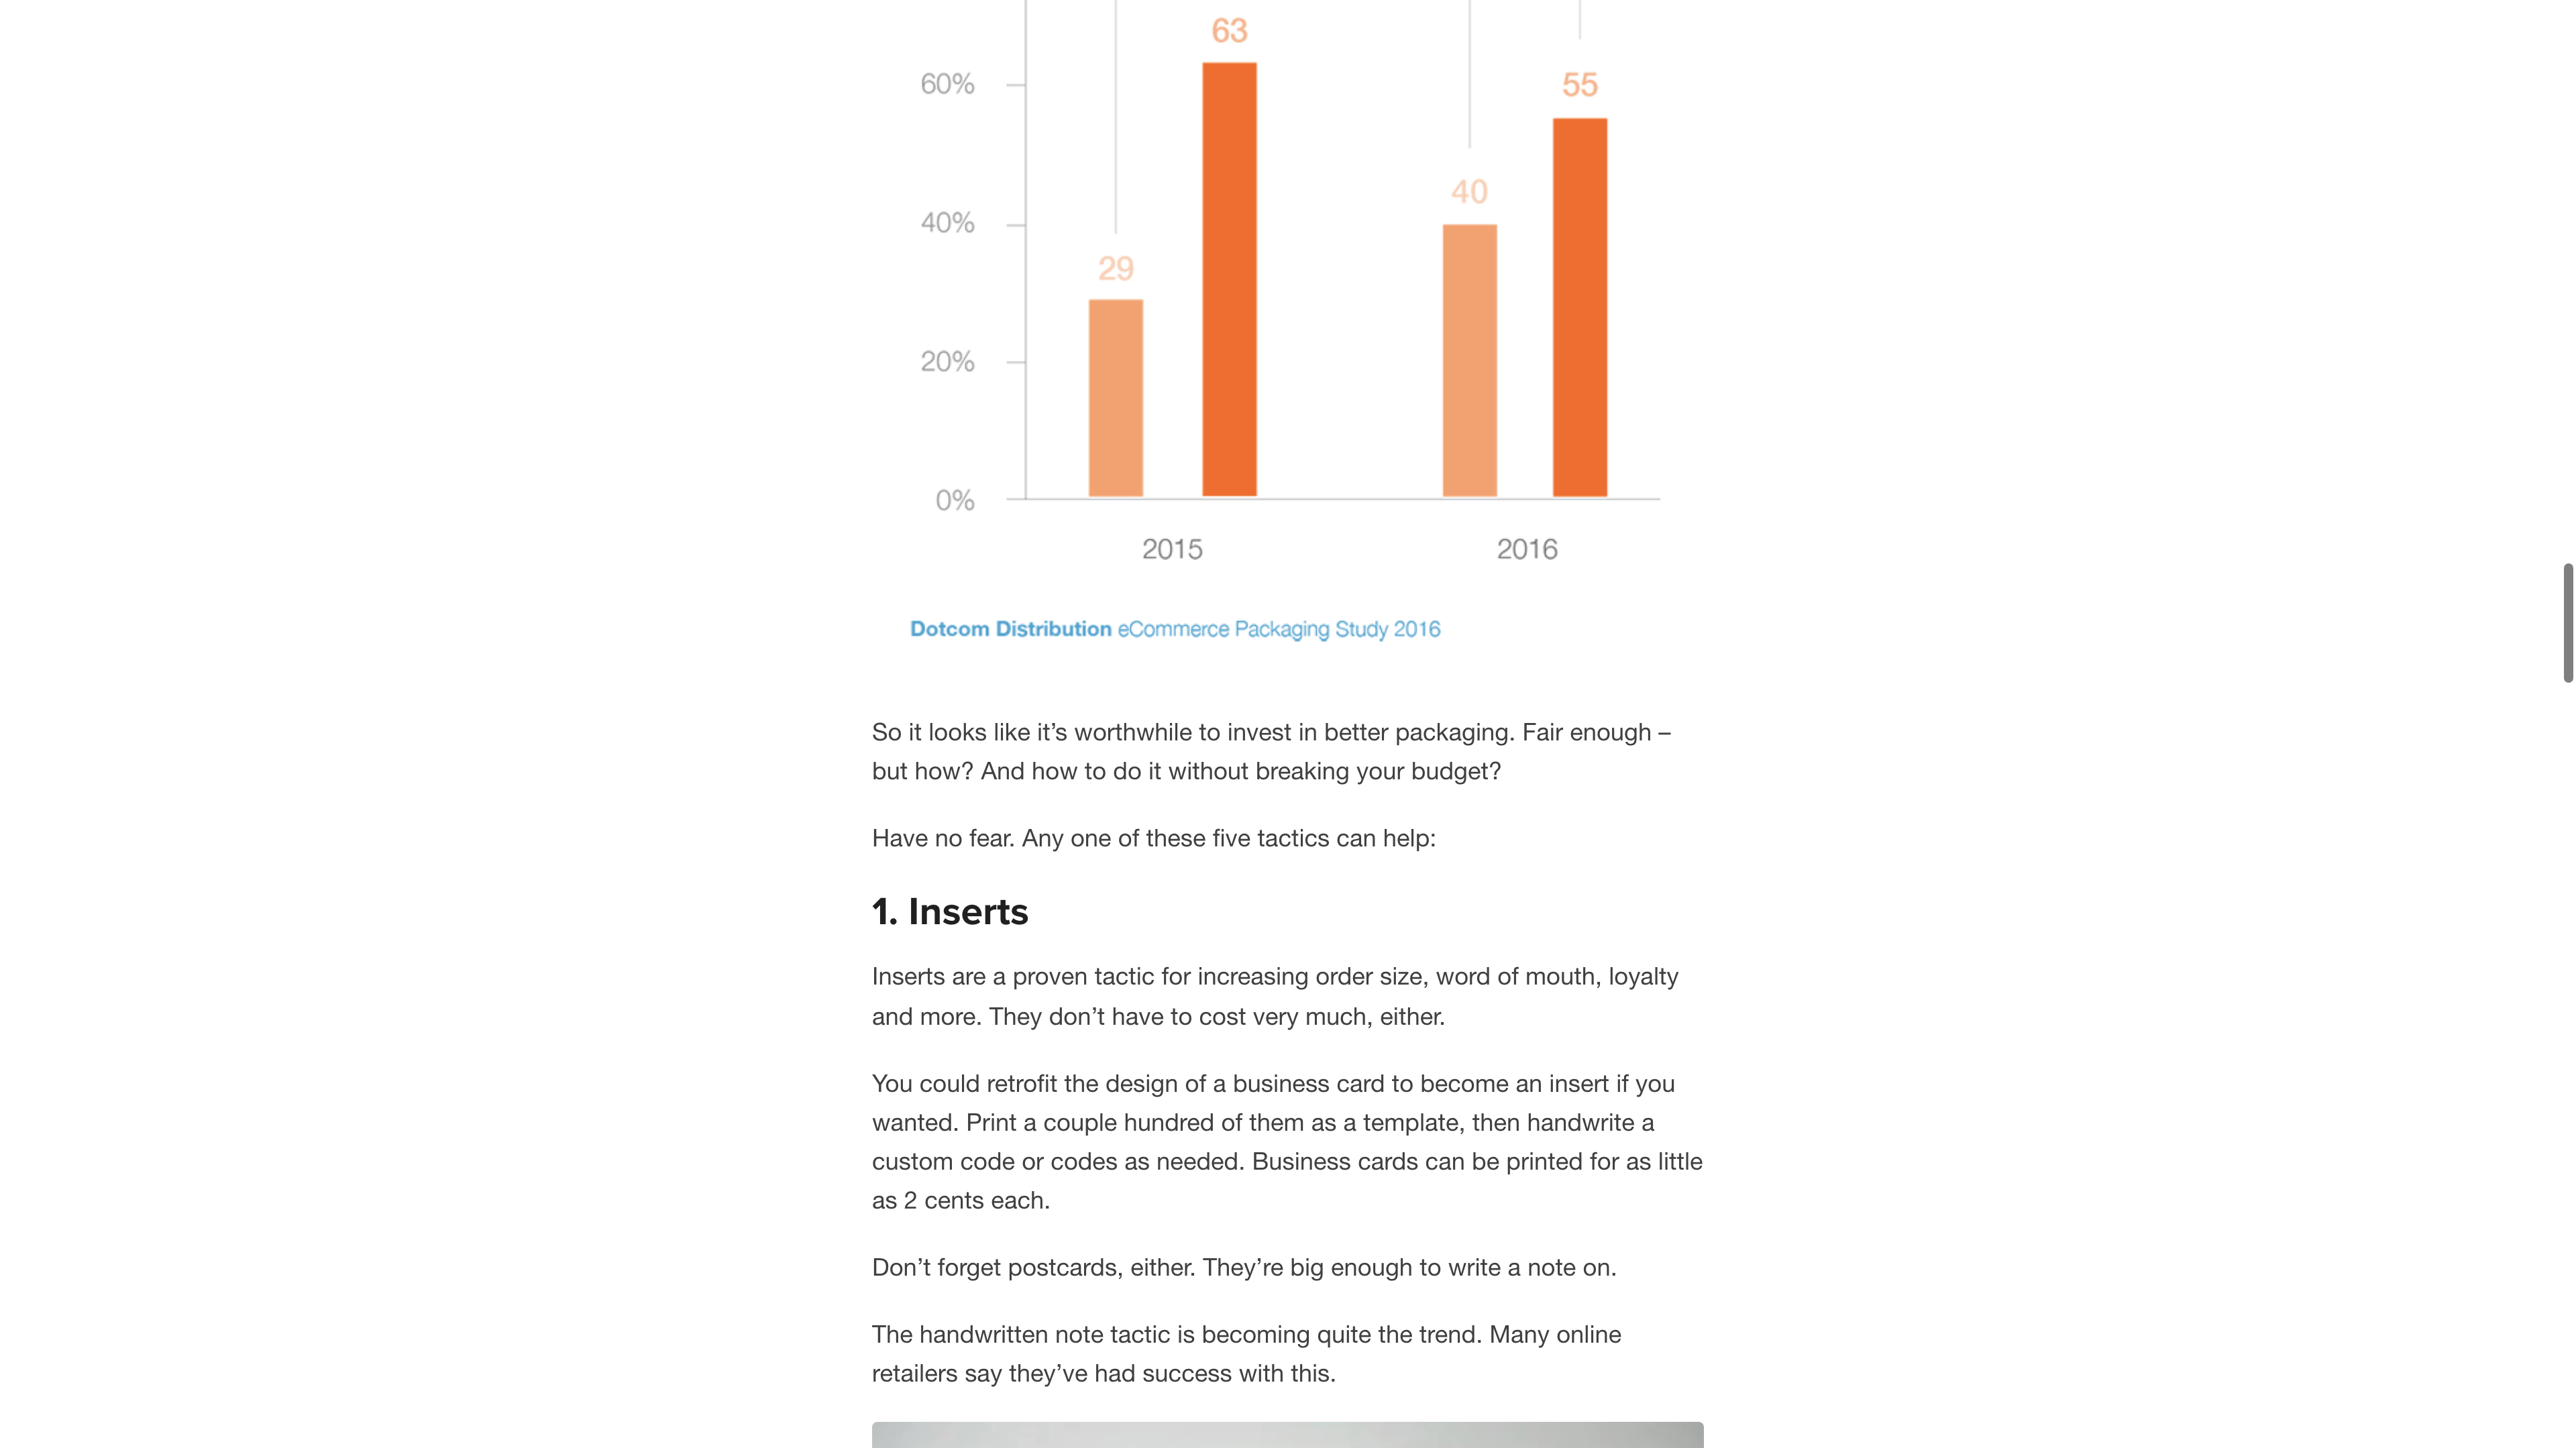 63
60%
55
40
40%
29
20%
0%
2015 2016
Dotcom Distribution eCommerce Packaging Study 2016
So it looks like it’s worthwhile to invest in better packaging. Fair enough –
but how? And how to do it without breaking your budget?
Have no fear. Any one of these five tactics can help:
1. Inserts
Inserts are a proven tactic for increasing order size, word of mouth, loyalty
and more. They don’t have to cost very much, either.
You could retrofit the design of a business card to become an insert if you
wanted. Print a couple hundred of them as a template, then handwrite a
custom code or codes as needed. Business cards can be printed for as little
as 2 cents each.
Don’t forget postcards, either. They’re big enough to write a note on.
The handwritten note tactic is becoming quite the trend. Many online
retailers say they’ve had success with this.